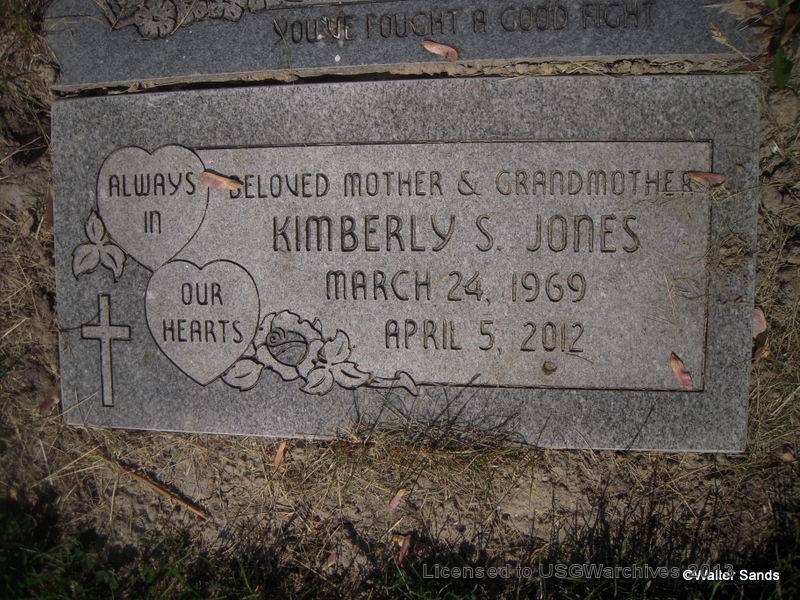 YOU'VE FOUGHT A GOOD FIGHT
ALWAYS
IN
OUR
HEARTS
BELOVED MOTHER & GRANDMOTHER
KIMBERLY S. JONES
MARCH 24, 1969
APRIL 5, 2012
Licensed to USGWarchives 2013
©Walter Sands